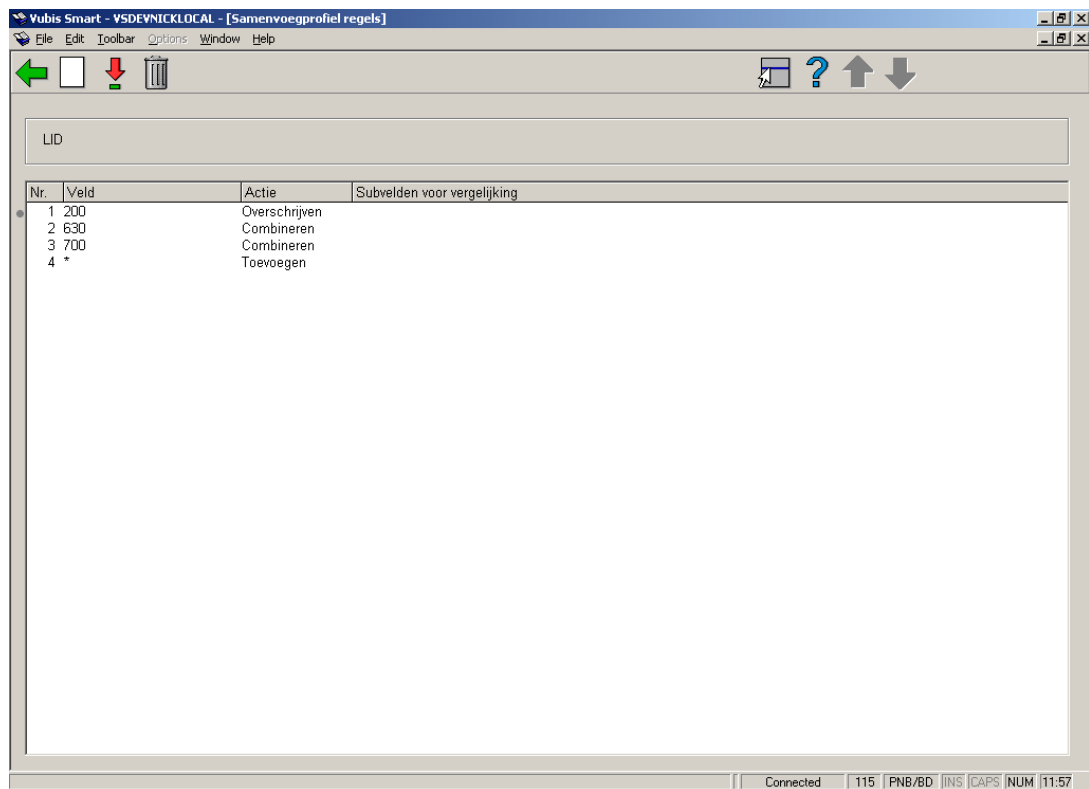 Vubis Smart - VSDEVNICKLOCAL - [Samenvoegprofiel regels]
File Edit Toolbar Options Window Help
LID
Nr. Veld Actie Subvelden voor vergelijking
1 200 Overschrijven
2 630 Combineren
3 700 Combineren
4 * Toevoegen
Connected 115 PNB/BD INS CAPS NUM 11:57